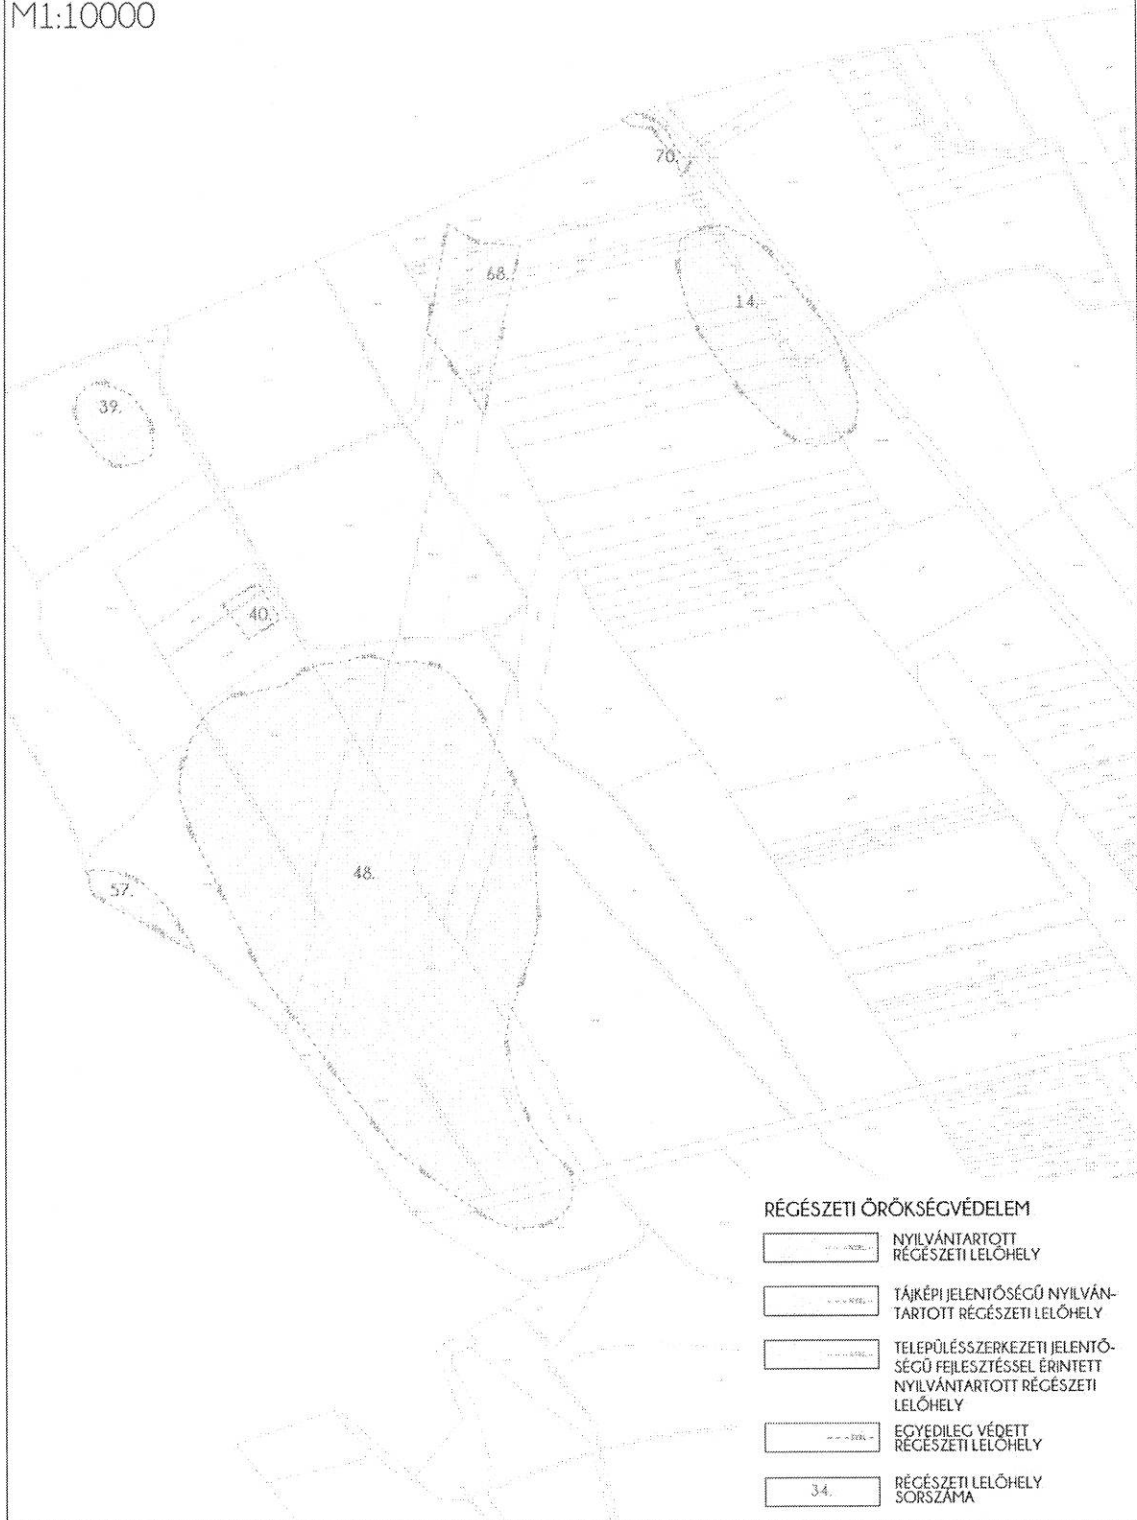 M1:10000
70.
68.
14.
39.
40.
48.
57.
RÉGÉSZETI ÖRÖKSÉGVÉDELEM
NYILVÁNTARTOTT
RÉGÉSZETI LELŐHELY
TÁJKÉPI JELENTŐSÉGŰ NYILVÁN-
TARTOTT RÉGÉSZETI LELŐHELY
TELEPÜLÉSSZERKEZETI JELENTŐ-
SÉGŰ FEJLESZTÉSSEL ÉRINTETT
NYILVÁNTARTOTT RÉGÉSZETI
LELŐHELY
EGYEDILEG VÉDETT
RÉGÉSZETI LELŐHELY
34.
RÉGÉSZETI LELŐHELY
SORSZÁMA